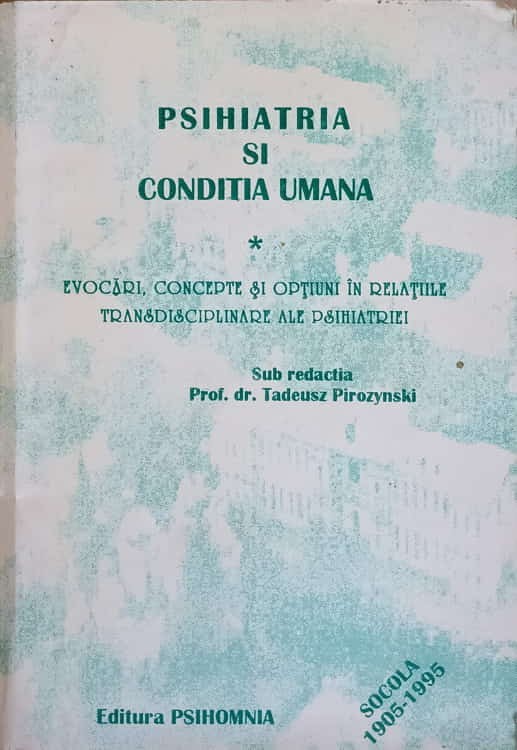 PSIHIATRIA
SI
CONDITIA UMANA
*
EVOCĂRI, CONCEPTE ŞI OPŢIUNI ÎN RELAŢIILE
TRANSDISCIPLINARE ALE PSIHIATRIEI
Sub redactia
Prof. dr. Tadeusz Pirozynski
SOCOLA
1905-1995
Editura PSIHOMNIA